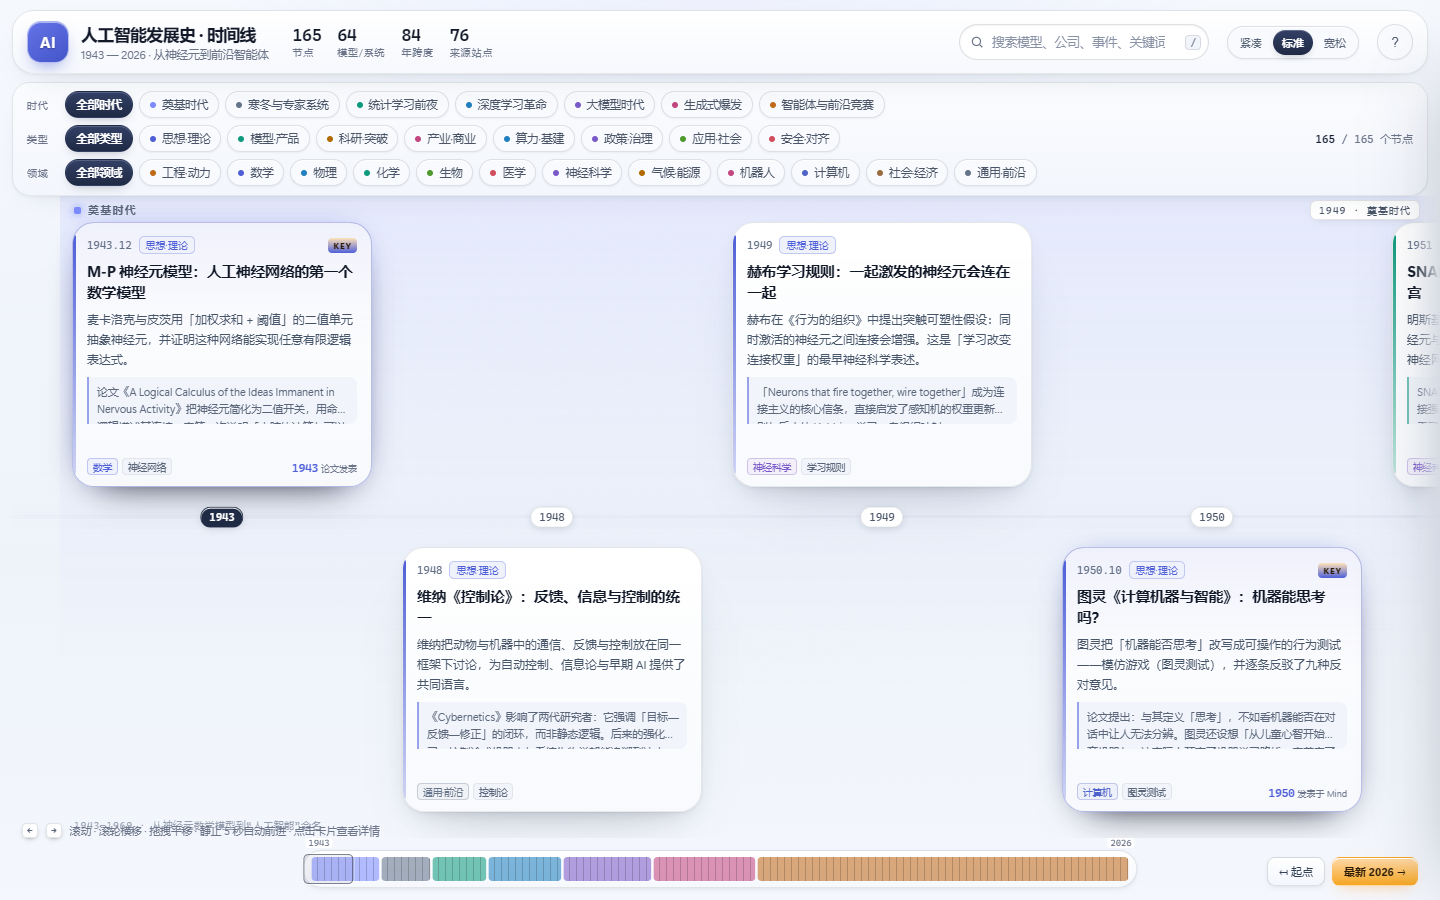 AI
人工智能发展史 · 时间线
1943 — 2026 · 从神经元到前沿智能体
165 64 84 76
节点 模型/系统 年跨度 来源站点
搜索模型、公司、事件、关键词 /
紧凑 标准 宽松 ?
时代 全部时代 奠基时代 寒冬与专家系统 统计学习前夜 深度学习革命 大模型时代 生成式爆发 智能体与前沿竞赛
类型 全部类型 思想·理论 模型·产品 科研·突破 产业·商业 算力·基建 政策·治理 应用·社会 安全·对齐
165 / 165 个节点
领域 全部领域 工程·动力 数学 物理 化学 生物 医学 神经科学 气候·能源 机器人 计算机 社会·经济 通用·前沿
奠基时代
1949 · 奠基时代
1943.12 思想·理论 KEY
M-P 神经元模型：人工神经网络的第一个
数学模型
麦卡洛克与皮茨用「加权求和 + 阈值」的二值单元
抽象神经元，并证明这种网络能实现任意有限逻辑
表达式。
论文《A Logical Calculus of the Ideas Immanent in
Nervous Activity》把神经元简化为二值开关，用命...
数学 神经网络 1943 论文发表
1949 思想·理论
赫布学习规则：一起激发的神经元会连在
一起
赫布在《行为的组织》中提出突触可塑性假设：同
时激活的神经元之间连接会增强。这是「学习改变
连接权重」的最早神经科学表述。
「Neurons that fire together, wire together」成为连
接主义的核心信条，直接启发了感知机的权重更新...
神经科学 学习规则
1951
SNA
宫
明斯
经元
神经
SNA
接强
神经
1943 1948 1949 1950
1948 思想·理论
维纳《控制论》：反馈、信息与控制的统
一
维纳把动物与机器中的通信、反馈与控制放在同一
框架下讨论，为自动控制、信息论与早期 AI 提供了
共同语言。
《Cybernetics》影响了两代研究者：它强调「目标—
反馈—修正」的闭环，而非静态逻辑。后来的强化...
通用·前沿 控制论
1950.10 思想·理论 KEY
图灵《计算机器与智能》：机器能思考
吗？
图灵把「机器能否思考」改写成可操作的行为测试
——模仿游戏（图灵测试），并逐条反驳了九种反
对意见。
论文提出：与其定义「思考」，不如看机器能否在对
话中让人无法分辨。图灵还设想「从儿童心智开始...
计算机 图灵测试 1950 发表于 Mind
1943–1969 · 从神经元数学模型到“人工智能”命名
← → 滚动 · 滚轮横移 · 拖拽平移 · 静止 5 秒自动前进 · 点击卡片查看详情
1943 2026
↤ 起点 最新 2026 →